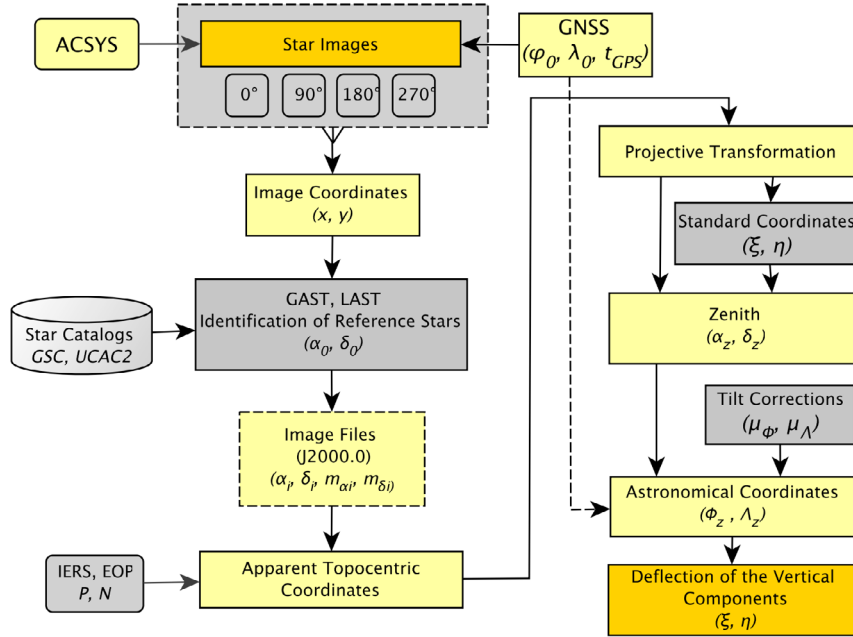 ACSYS
Star Images
GNSS
(φ0, λ0, tGPS)
0°
90°
180°
270°
Image Coordinates
(x, y)
GAST, LAST
Identification of Reference Stars
(α0, δ0)
Star Catalogs
GSC, UCAC2
Image Files
(J2000.0)
(αi, δi, mαi, mδi)
IERS, EOP
P, N
Apparent Topocentric
Coordinates
Projective Transformation
Standard Coordinates
(ξ, η)
Zenith
(αz, δz)
Tilt Corrections
(μΦ, μΛ)
Astronomical Coordinates
(Φz , Λz)
Deflection of the Vertical
Components
(ξ, η)